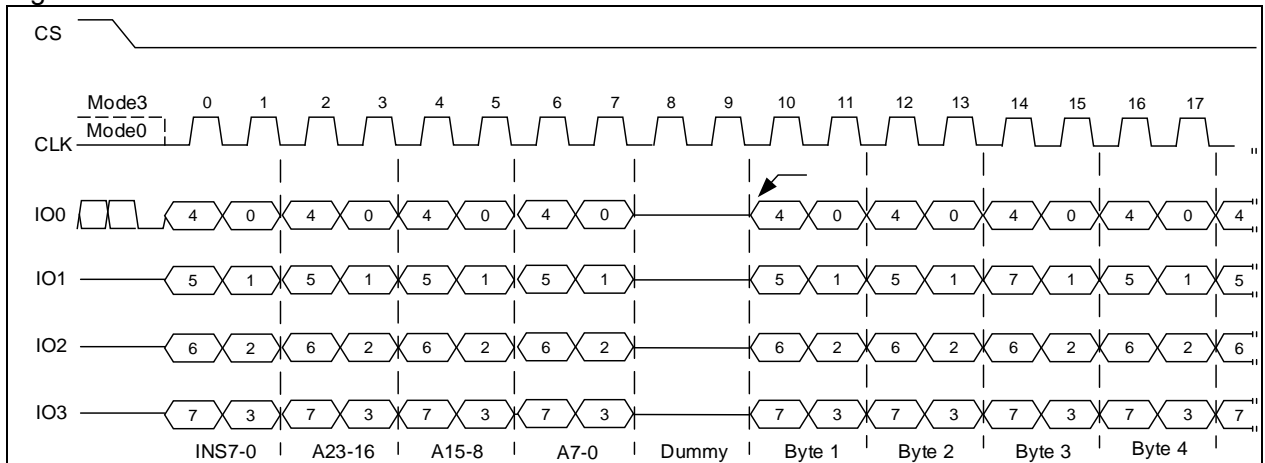 CS
Mode3 0 1 2 3 4 5 6 7 8 9 10 11 12 13 14 15 16 17
Mode0
CLK
IO0 4 0 4 0 4 0 4 0 4 0 4 0 4 0 4 0 4
IO1 5 1 5 1 5 1 5 1 5 1 5 1 7 1 5 1 5
IO2 6 2 6 2 6 2 6 2 6 2 6 2 6 2 6 2 6
IO3 7 3 7 3 7 3 7 3 7 3 7 3 7 3 7 3 7
INS7-0 A23-16 A15-8 A7-0 Dummy Byte 1 Byte 2 Byte 3 Byte 4